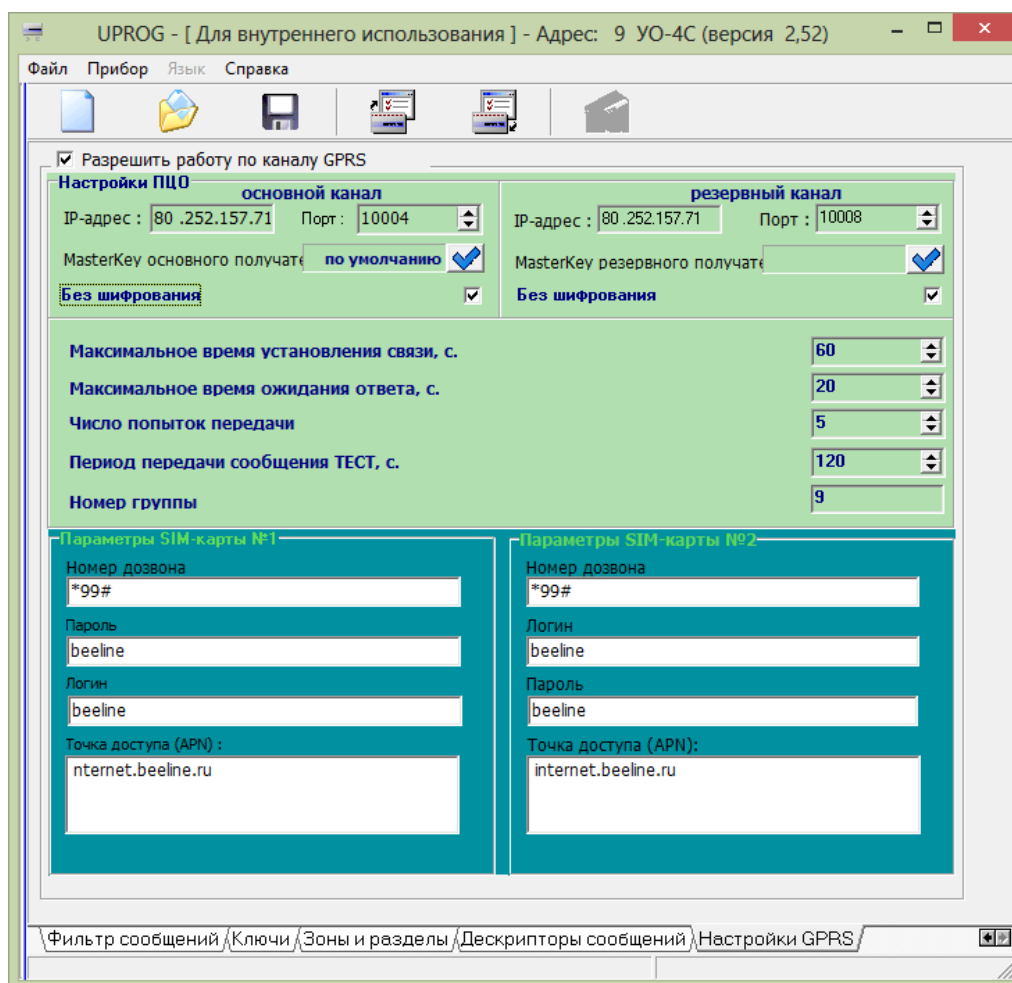 UPROG - [ Для внутреннего использования ] - Адрес: 9 УО-4С (версия 2,52)
Файл Прибор Язык Справка
Разрешить работу по каналу GPRS
Настройки ПЦО
основной канал
IP-адрес : 80 .252.157.71 Порт : 10004
MasterKey основного получате по умолчанию
Без шифрования
резервный канал
IP-адрес : 80 .252.157.71 Порт : 10008
MasterKey резервного получате
Без шифрования
Максимальное время установления связи, с. 60
Максимальное время ожидания ответа, с. 20
Число попыток передачи 5
Период передачи сообщения ТЕСТ, с. 120
Номер группы 9
Параметры SIM-карты №1
Номер дозвона
*99#
Пароль
beeline
Логин
beeline
Точка доступа (APN) :
nternet.beeline.ru
Параметры SIM-карты №2
Номер дозвона
*99#
Логин
beeline
Пароль
beeline
Точка доступа (APN):
internet.beeline.ru
Фильтр сообщений Ключи Зоны и разделы Дескрипторы сообщений Настройки GPRS